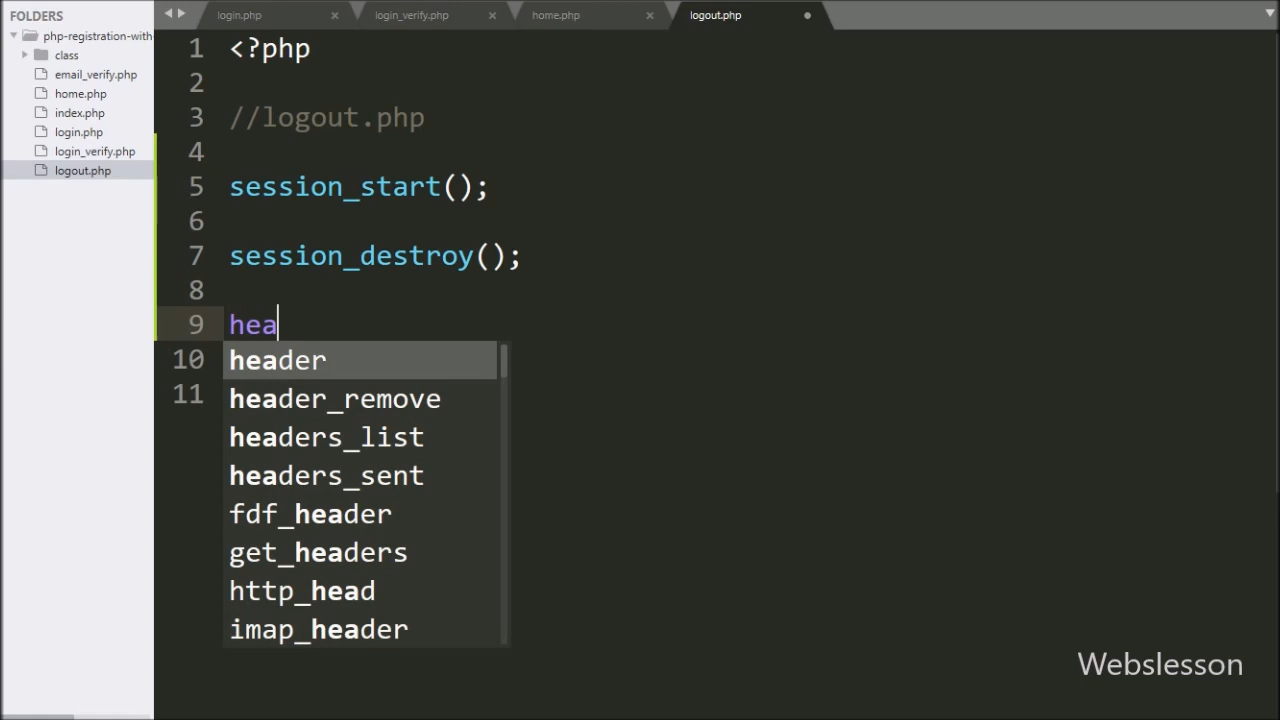 FOLDERS
php-registration-with-
class
email_verify.php
home.php
index.php
login.php
login_verify.php
logout.php
login.php × login_verify.php × home.php × logout.php
1 <?php
2
3 //logout.php
4
5 session_start();
6
7 session_destroy();
8
9 hea
10
11
header
header_remove
headers_list
headers_sent
fdf_header
get_headers
http_head
imap_header
Webslesson